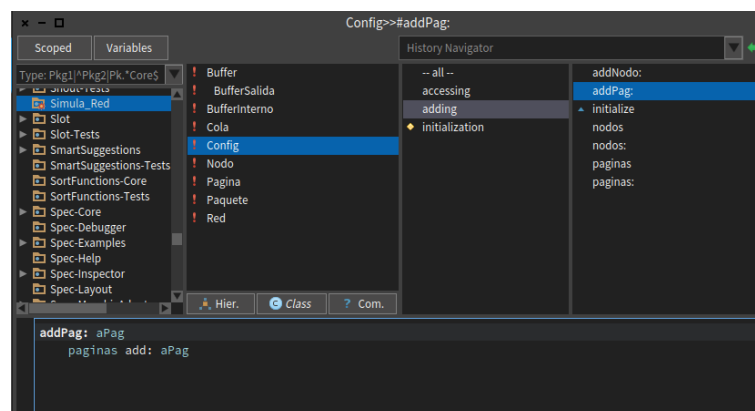 Config>>#addPag:
Scoped
Variables
History Navigator
Type: Pkg1|^Pkg2|Pk.*Core$
Shout-Tests
Simula_Red
Slot
Slot-Tests
SmartSuggestions
SmartSuggestions-Tests
SortFunctions-Core
SortFunctions-Tests
Spec-Core
Spec-Debugger
Spec-Examples
Spec-Help
Spec-Inspector
Spec-Layout
Buffer
BufferSalida
BufferInterno
Cola
Config
Nodo
Pagina
Paquete
Red
Hier.
Class
? Com.
-- all --
accessing
adding
initialization
addNodo:
addPag:
initialize
nodos
nodos:
paginas
paginas:
addPag: aPag
paginas add: aPag